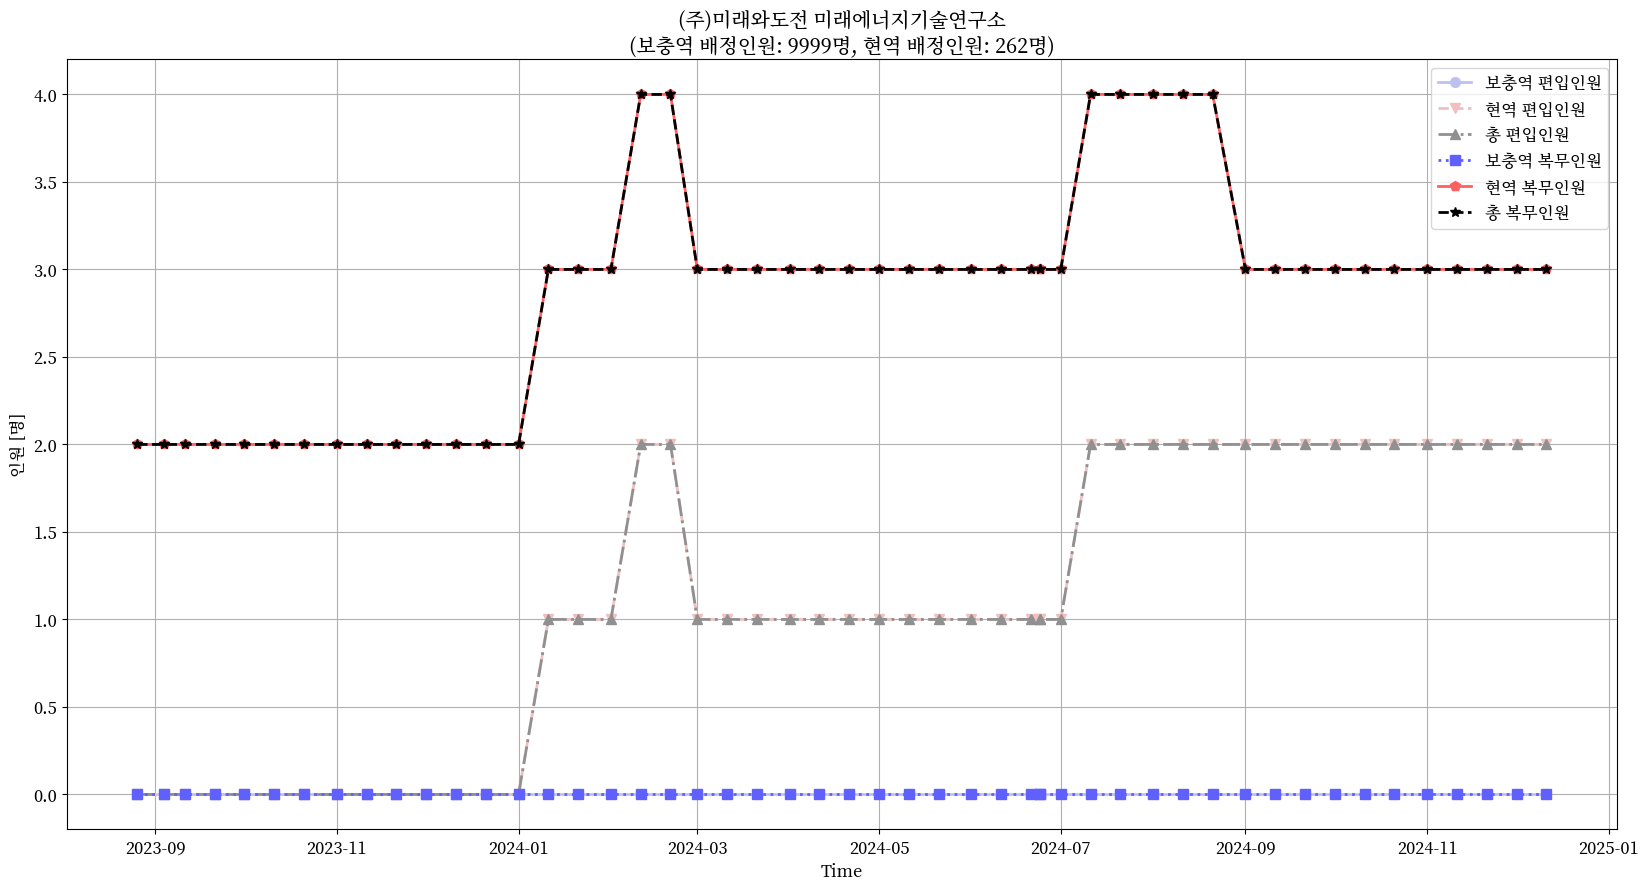 (주)미래와도전 미래에너지기술연구소
(보충역 배정인원: 9999명, 현역 배정인원: 262명)
보충역 편입인원
현역 편입인원
총 편입인원
보충역 복무인원
현역 복무인원
총 복무인원
인원 [명]
4.0
3.5
3.0
2.5
2.0
1.5
1.0
0.5
0.0
2023-09
2023-11
2024-01
2024-03
2024-05
2024-07
2024-09
2024-11
2025-01
Time